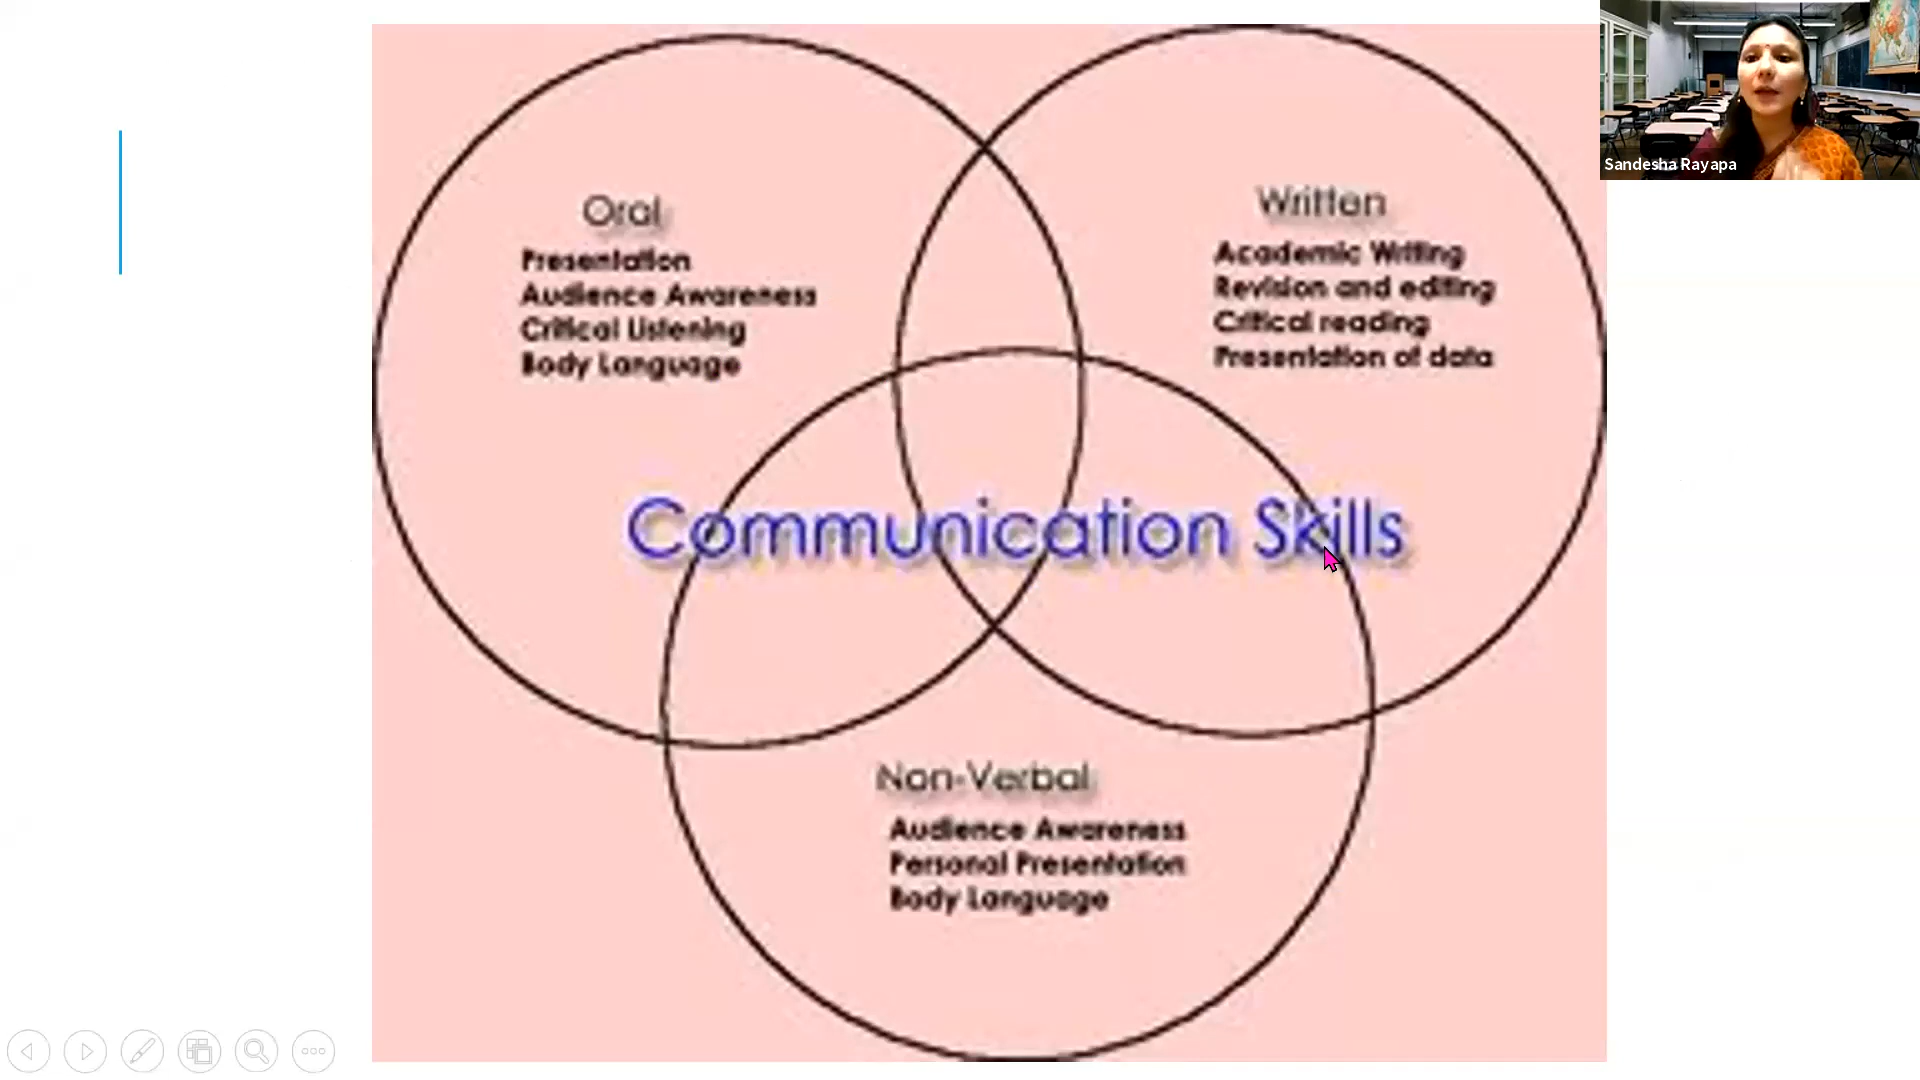 Oral
Presentation
Audience Awareness
Critical Listening
Body Language
Written
Academic Writing
Revision and editing
Critical reading
Presentation of data
Communication Skills
Non-Verbal
Audience Awareness
Personal Presentation
Body Language
Sandesha Rayapa